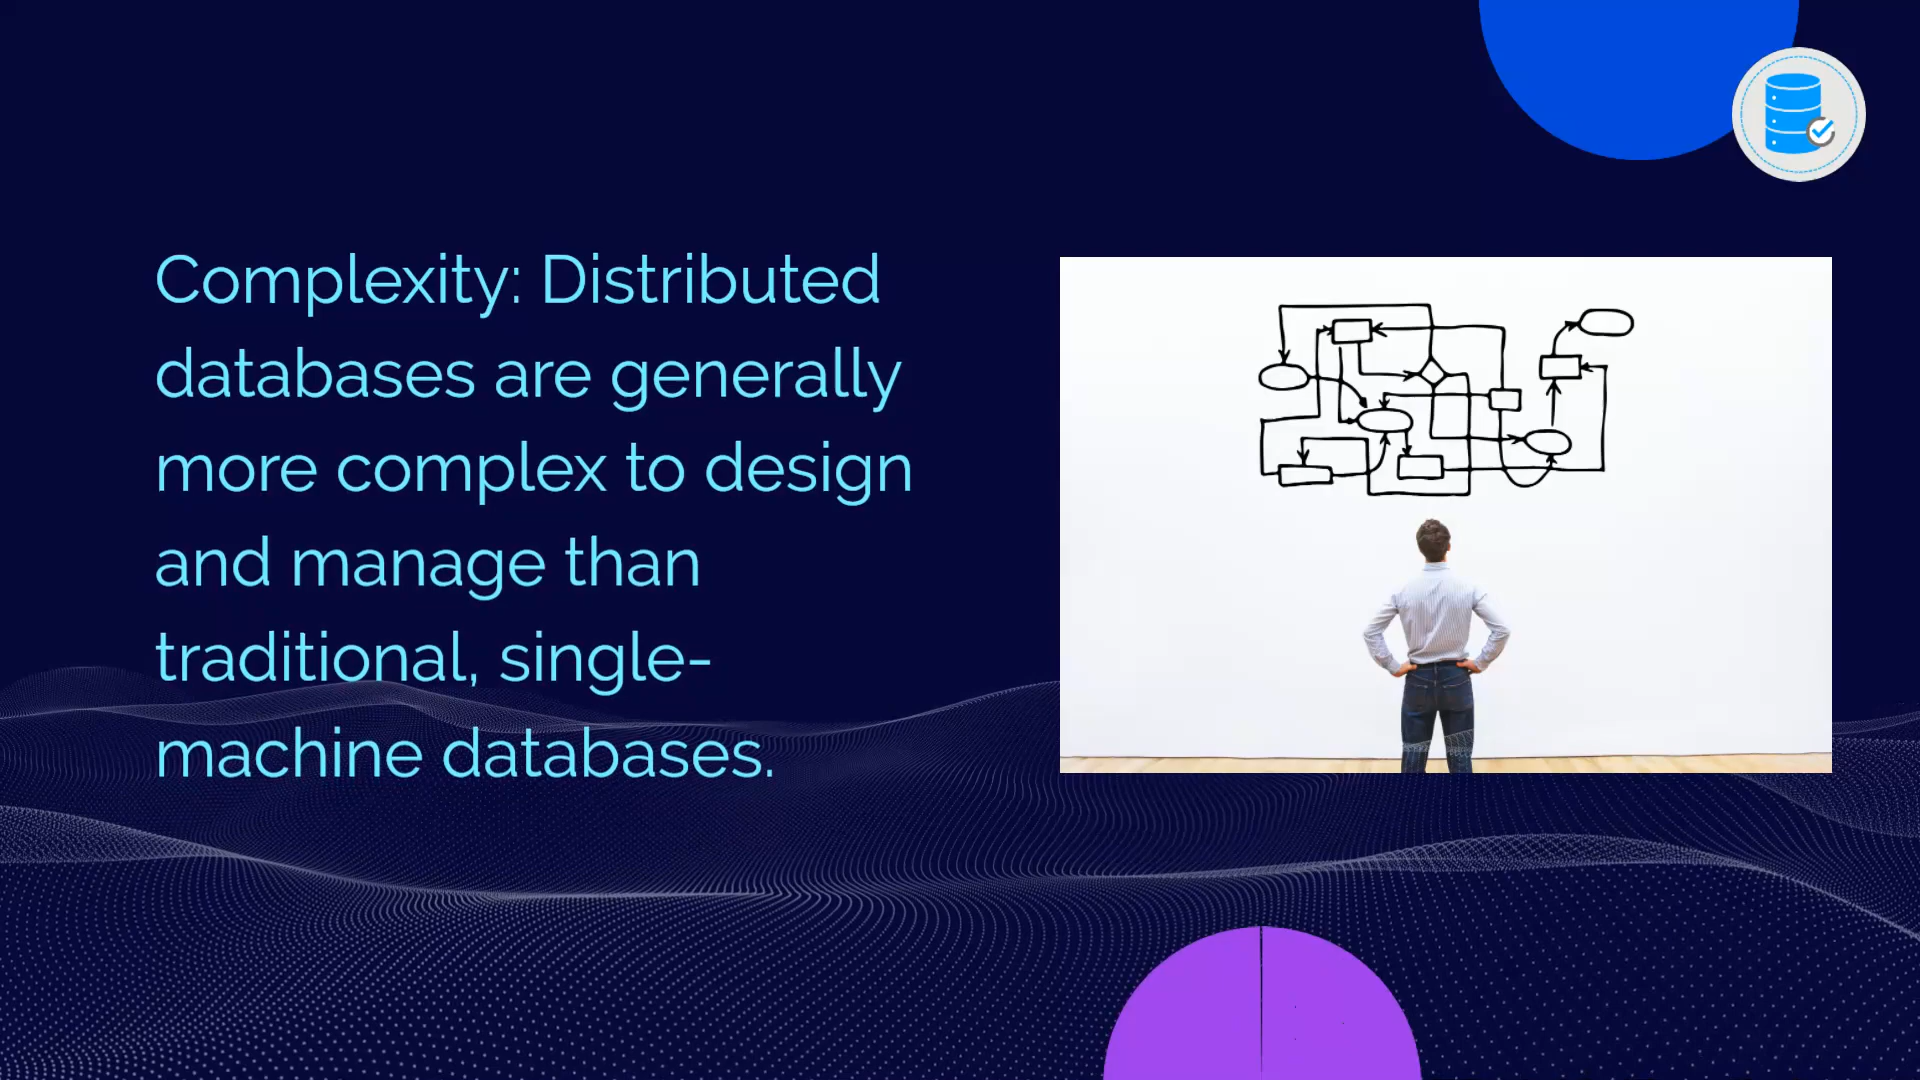 Complexity: Distributed
databases are generally
more complex to design
and manage than
traditional, single-
machine databases.